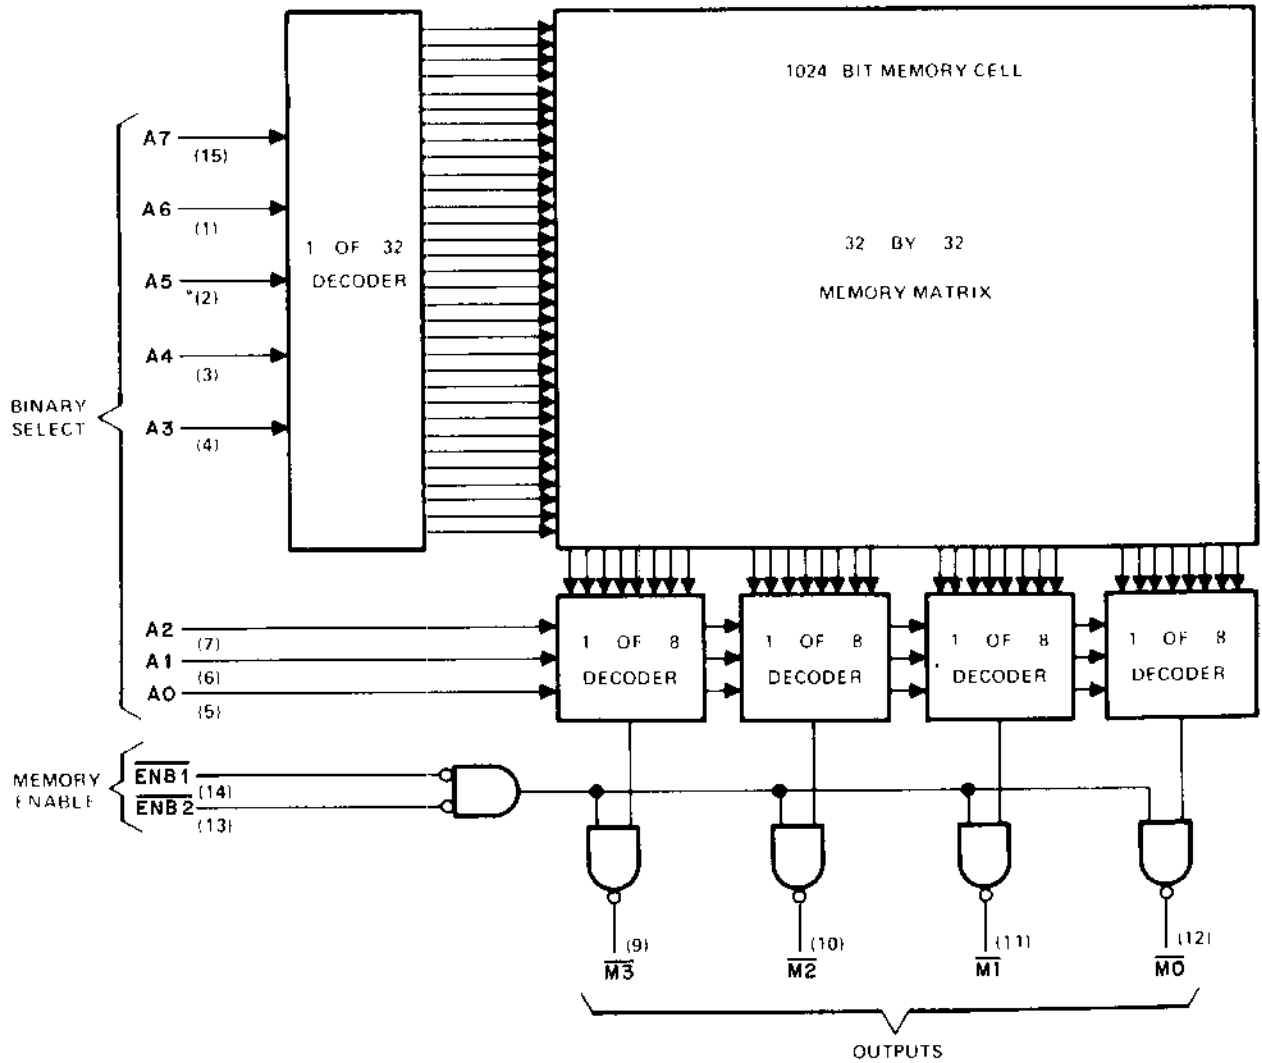 1024 BIT MEMORY CELL
A7
(15)
A6
(1)
1 OF 32
DECODER
32 BY 32
MEMORY MATRIX
A5
(2)
A4
(3)
BINARY
SELECT
A3
(4)
A2
(7)
A1
(6)
A0
(5)
1 OF 8
DECODER
1 OF 8
DECODER
1 OF 8
DECODER
1 OF 8
DECODER
MEMORY
ENABLE
ENB1
(14)
ENB2
(13)
(9)
M3
(10)
M2
(11)
M1
(12)
M0
OUTPUTS